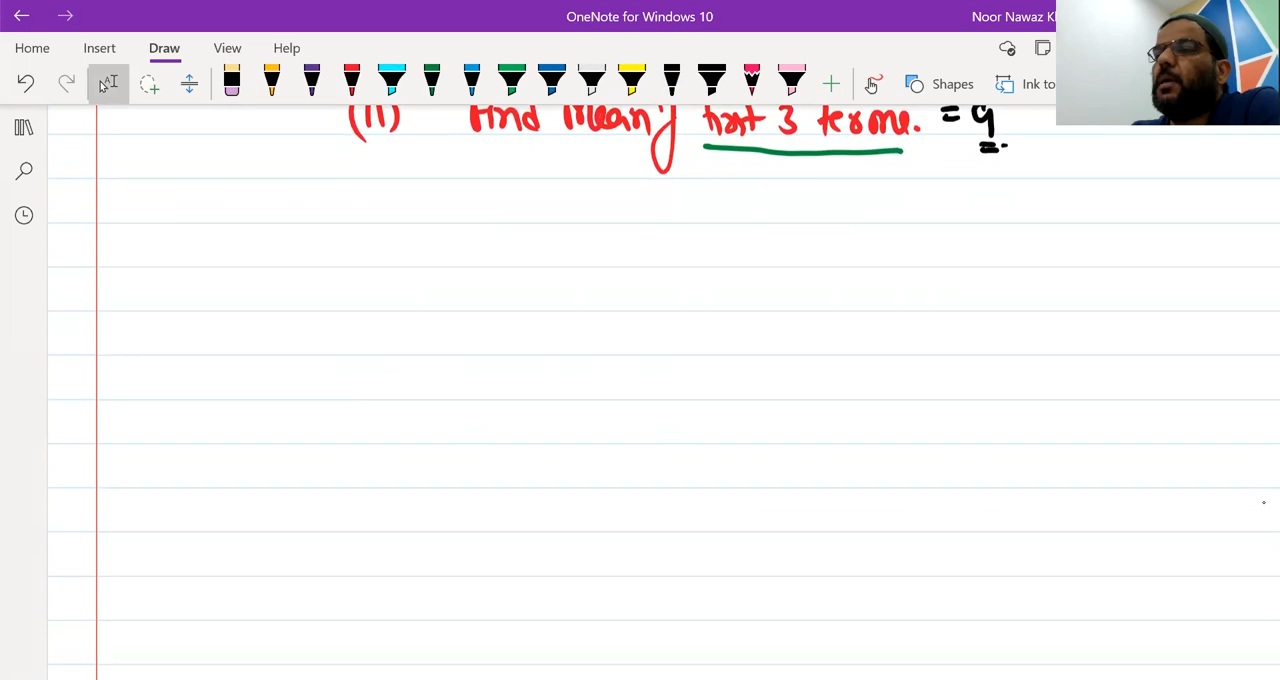 OneNote for Windows 10
Noor Nawaz Kh
Home Insert Draw View Help
Shapes
Ink to
(II) Find Mean of first 3 terms. = 9